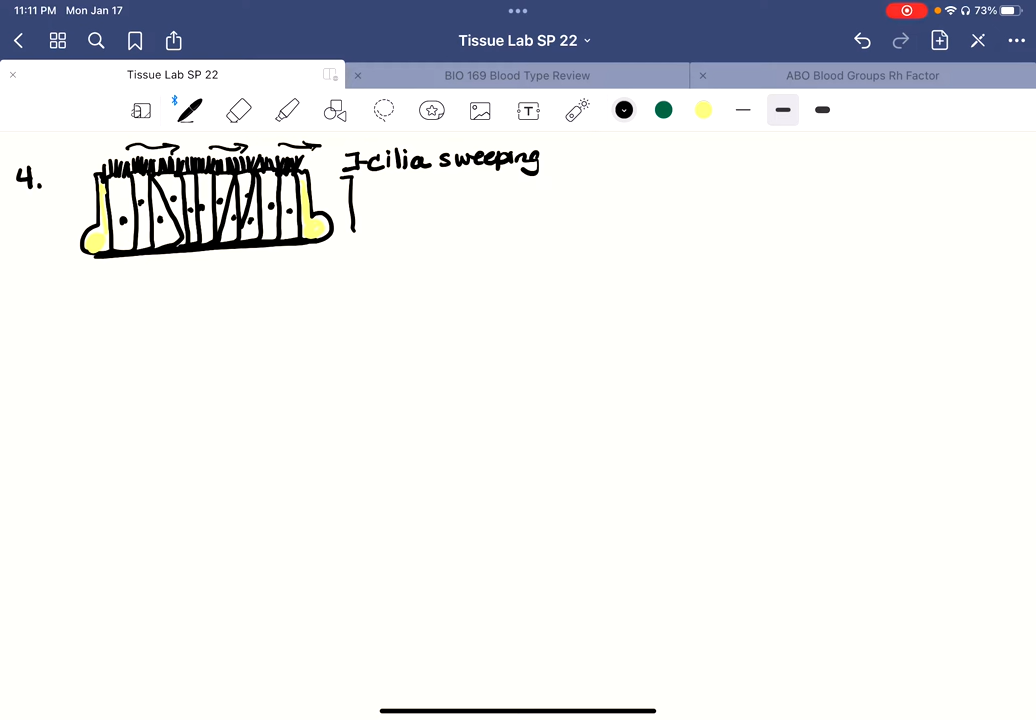 11:11 PM Mon Jan 17
73%
Tissue Lab SP 22
Tissue Lab SP 22
BIO 169 Blood Type Review
ABO Blood Groups Rh Factor
4.
cilia sweeping